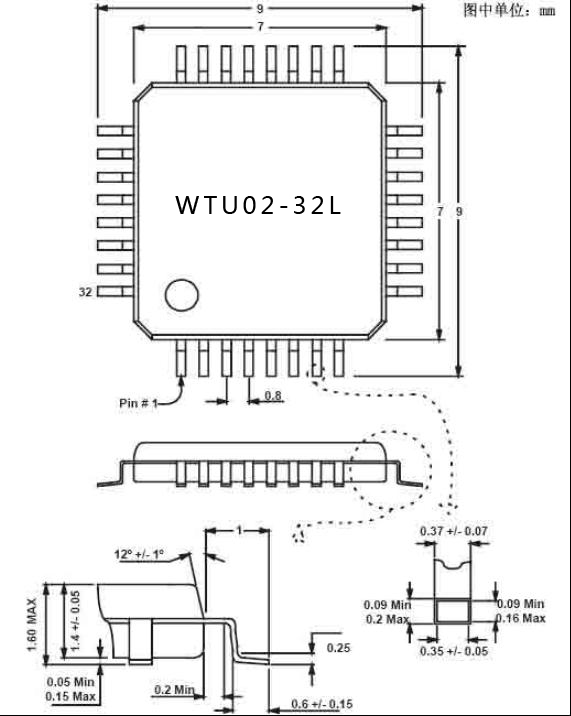 9
图中单位：mm
7
WTU02-32L
7
9
32
Pin # 1
0.8
1
0.37 +/- 0.07
12° +/- 1°
1.60 MAX
1.4 +/- 0.05
0.09 Min
0.2 Max
0.09 Min
0.16 Max
0.25
0.35 +/- 0.05
0.05 Min
0.15 Max
0.2 Min
0.6 +/- 0.15